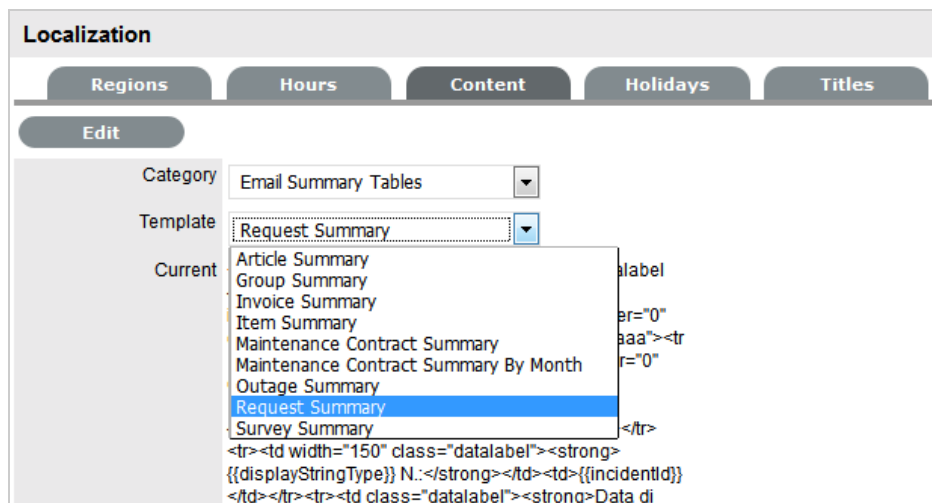 Localization
Regions Hours Content Holidays Titles
Edit
Category Email Summary Tables
Template Request Summary
Article Summary
Current alabel
Group Summary
Invoice Summary
er="0"
Item Summary
aaa"><tr
Maintenance Contract Summary
r="0"
Maintenance Contract Summary By Month
Outage Summary
Request Summary
Survey Summary
></tr>
<tr><td width="150" class="datalabel"><strong>
{{displayStringType}} N.:</strong></td><td>{{incidentId}}
</td></tr><tr><td class="datalabel"><strong>Data di